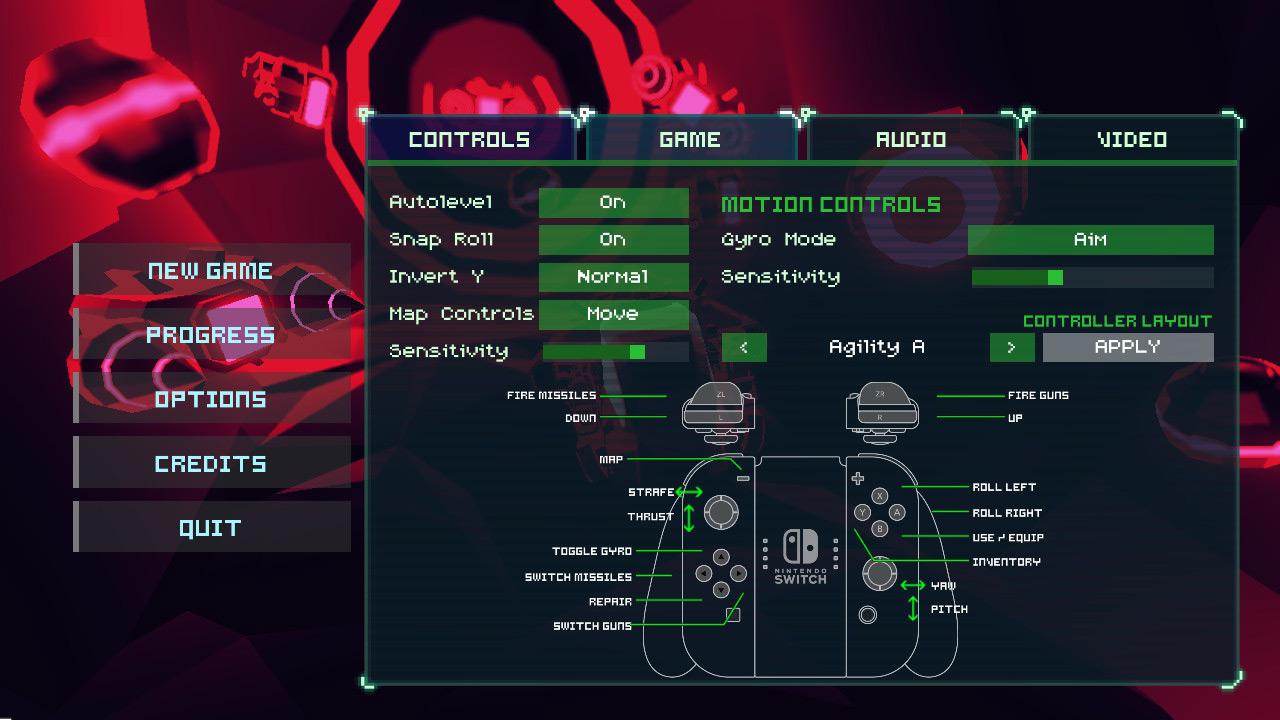 CONTROLS
GAME
AUDIO
VIDEO
NEW GAME
PROGRESS
OPTIONS
CREDITS
QUIT
Autolevel On
Snap Roll On
Invert Y Normal
Map Controls Move
Sensitivity
MOTION CONTROLS
Gyro Mode Aim
Sensitivity
CONTROLLER LAYOUT
< Agility A > APPLY
FIRE MISSILES
DOWN
ZL
L
ZR
R
FIRE GUNS
UP
MAP
STRAFE
THRUST
TOGGLE GYRO
SWITCH MISSILES
REPAIR
SWITCH GUNS
NINTENDO
SWITCH
X
Y
A
B
ROLL LEFT
ROLL RIGHT
USE / EQUIP
INVENTORY
YAW
PITCH